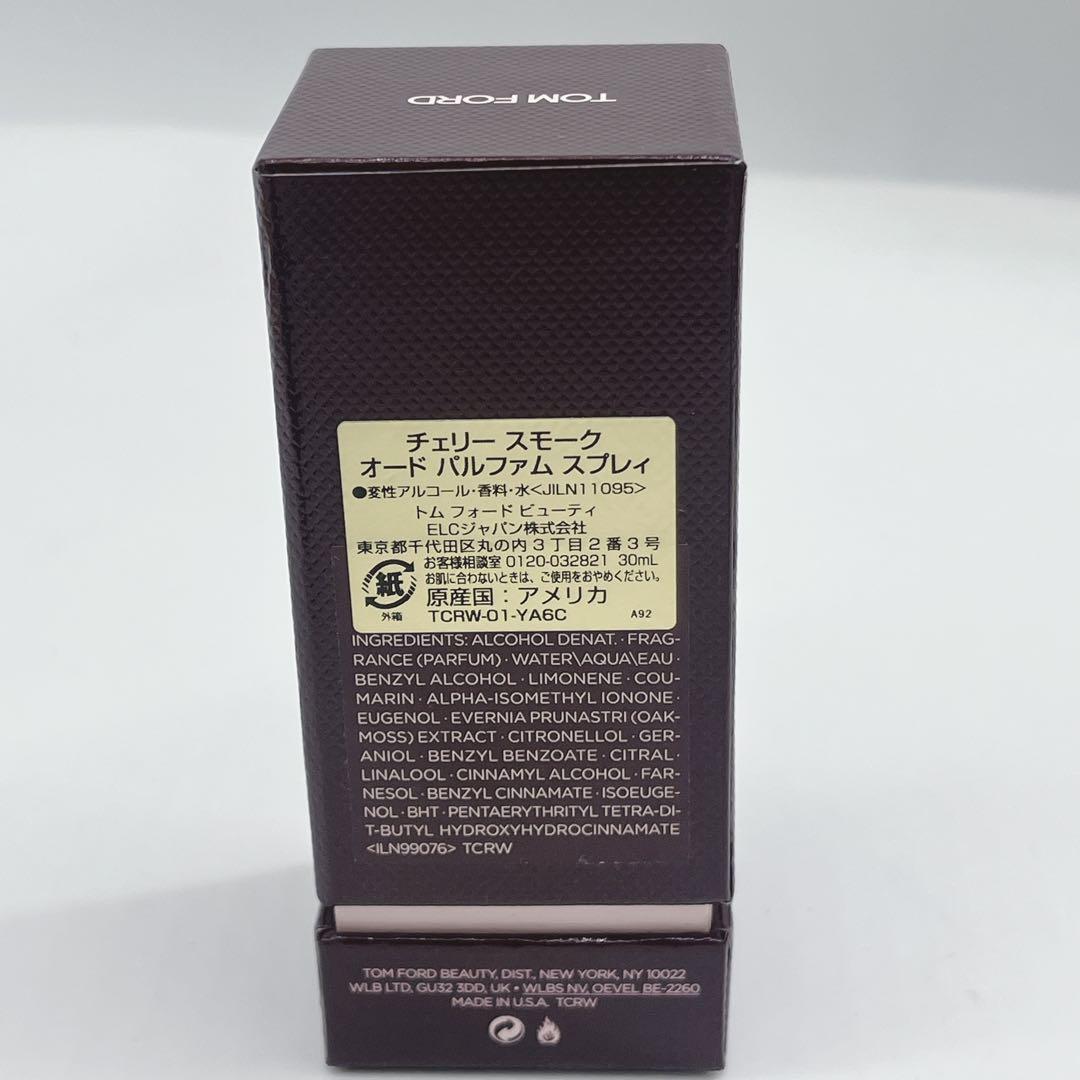 TOM FORD
チェリー スモーク
オード パルファム スプレィ
●変性アルコール・香料・水<JILN11095>
トム フォード ビューティ
ELCジャパン株式会社
東京都千代田区丸の内3丁目2番3号
お客様相談室 0120-032821 30mL
お肌に合わないときは、ご使用をおやめください。
紙
原産国：アメリカ
外箱
TCRW-01-YA6C
A92
INGREDIENTS: ALCOHOL DENAT. · FRAG-
RANCE (PARFUM) · WATER\AQUA\EAU ·
BENZYL ALCOHOL · LIMONENE · COU-
MARIN · ALPHA-ISOMETHYL IONONE ·
EUGENOL · EVERNIA PRUNASTRI (OAK-
MOSS) EXTRACT · CITRONELLOL · GER-
ANIOL · BENZYL BENZOATE · CITRAL ·
LINALOOL · CINNAMYL ALCOHOL · FAR-
NESOL · BENZYL CINNAMATE · ISOEUGE-
NOL · BHT · PENTAERYTHRITYL TETRA-DI-
T-BUTYL HYDROXYHYDROCINNAMATE
<ILN99076> TCRW
TOM FORD BEAUTY, DIST., NEW YORK, NY 10022
WLB LTD, GU32 3DD, UK • WLBS NV, OEVEL BE-2260
MADE IN U.S.A. TCRW